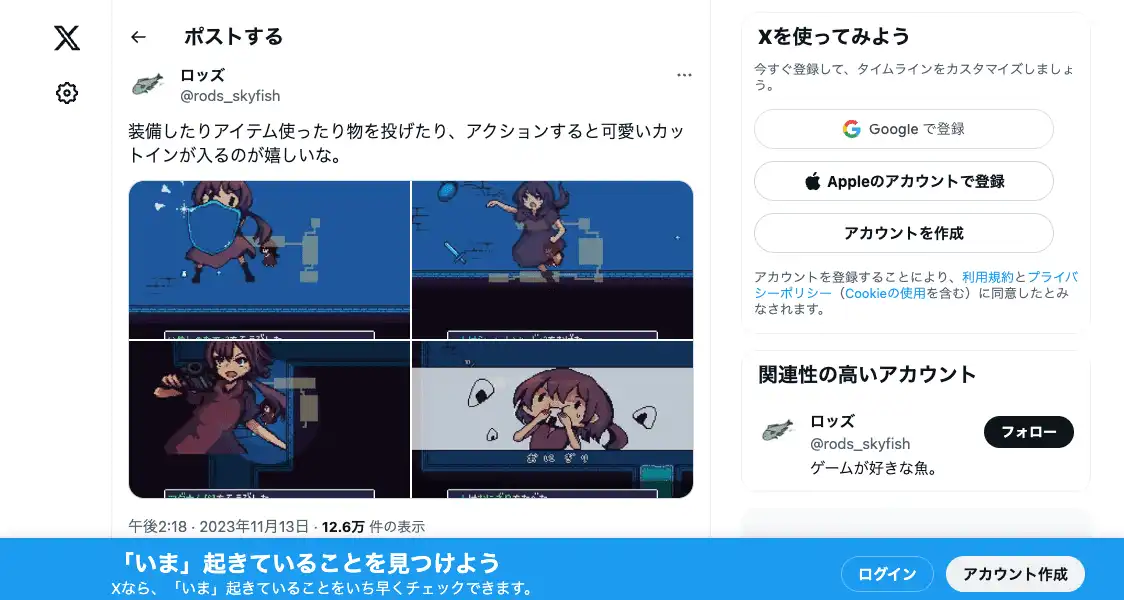 ポストする
ロッズ
@rods_skyfish
装備したりアイテム使ったり物を投げたり、アクションすると可愛いカッ
トインが入るのが嬉しいな。
おにぎり
午後2:18 · 2023年11月13日 · 12.6万 件の表示
Xを使ってみよう
今すぐ登録して、タイムラインをカスタマイズしましょ
う。
Google で登録
Appleのアカウントで登録
アカウントを作成
アカウントを登録することにより、利用規約とプライバ
シーポリシー（Cookieの使用を含む）に同意したとみ
なされます。
関連性の高いアカウント
ロッズ
@rods_skyfish
フォロー
ゲームが好きな魚。
「いま」起きていることを見つけよう
Xなら、「いま」起きていることをいち早くチェックできます。
ログイン
アカウント作成